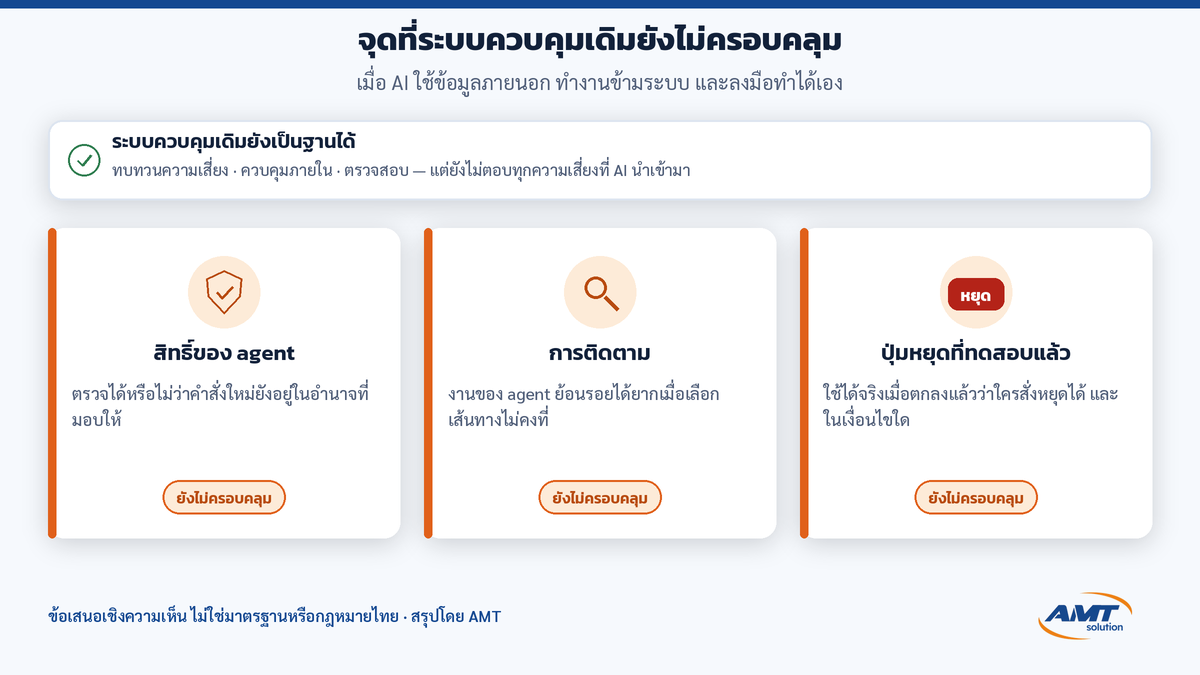 จุดที่ระบบควบคุมเดิมยังไม่ครอบคลุม
เมื่อ AI ใช้ข้อมูลภายนอก ทำงานข้ามระบบ และลงมือทำได้เอง
ระบบควบคุมเดิมยังเป็นฐานได้
ทบทวนความเสี่ยง · ควบคุมภายใน · ตรวจสอบ — แต่ยังไม่ตอบทุกความเสี่ยงที่ AI นำเข้ามา
สิทธิ์ของ agent
ตรวจได้หรือไม่ว่าคำสั่งใหม่ยังอยู่ในอำนาจที่
มอบให้
ยังไม่ครอบคลุม
การติดตาม
งานของ agent ย้อนรอยได้ยากเมื่อเลือก
เส้นทางไม่คงที่
ยังไม่ครอบคลุม
หยุด
ปุ่มหยุดที่ทดสอบแล้ว
ใช้ได้จริงเมื่อตกลงแล้วว่าใครสั่งหยุดได้ และ
ในเงื่อนไขใด
ยังไม่ครอบคลุม
ข้อเสนอเชิงความเห็น ไม่ใช่มาตรฐานหรือกฎหมายไทย · สรุปโดย AMT
AMT
solution